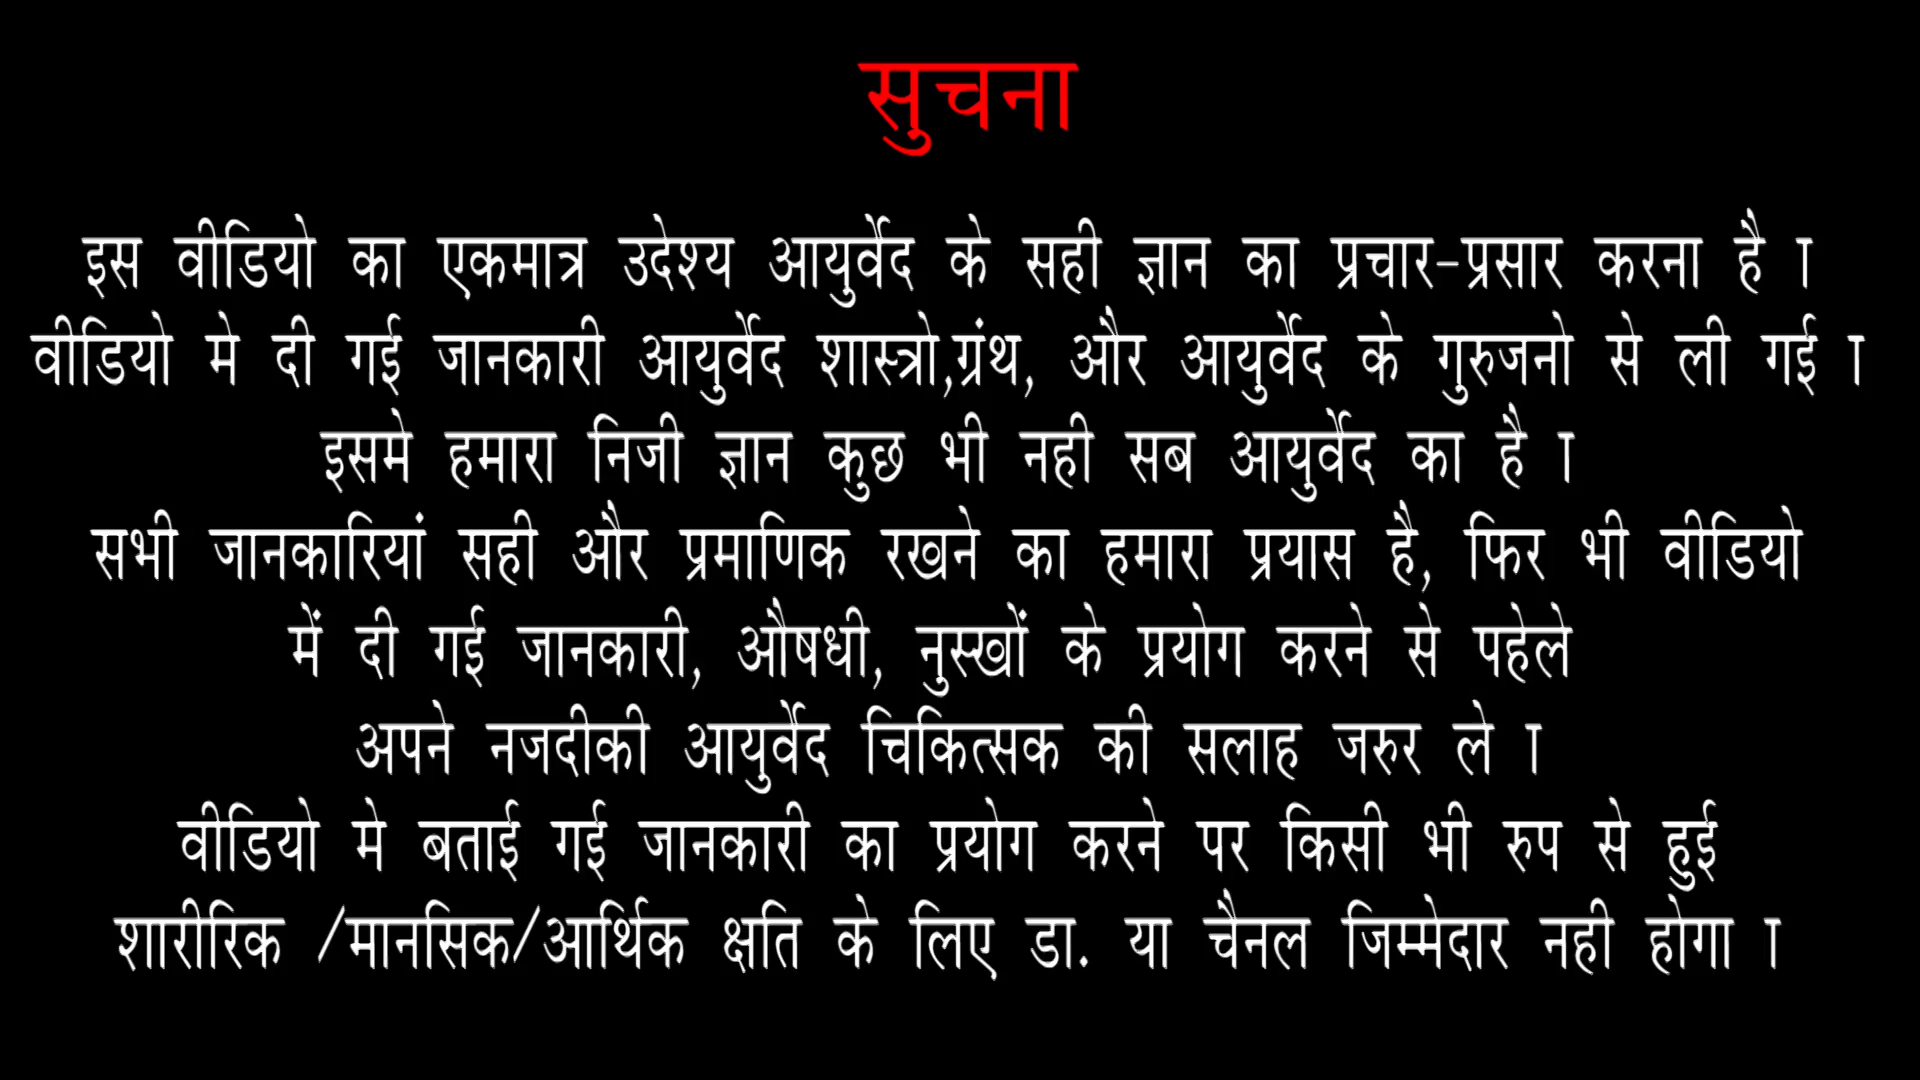 सुचना
इस वीडियो का एकमात्र उदेश्य आयुर्वेद के सही ज्ञान का प्रचार-प्रसार करना है ।
वीडियो मे दी गई जानकारी आयुर्वेद शास्त्रो,ग्रंथ, और आयुर्वेद के गुरुजनो से ली गई ।
इसमे हमारा निजी ज्ञान कुछ भी नही सब आयुर्वेद का है ।
सभी जानकारियां सही और प्रमाणिक रखने का हमारा प्रयास है, फिर भी वीडियो
में दी गई जानकारी, औषधी, नुस्खों के प्रयोग करने से पहेले
अपने नजदीकी आयुर्वेद चिकित्सक की सलाह जरुर ले ।
वीडियो मे बताई गई जानकारी का प्रयोग करने पर किसी भी रुप से हुई
शारीरिक /मानसिक/आर्थिक क्षति के लिए डा. या चैनल जिम्मेदार नही होगा ।